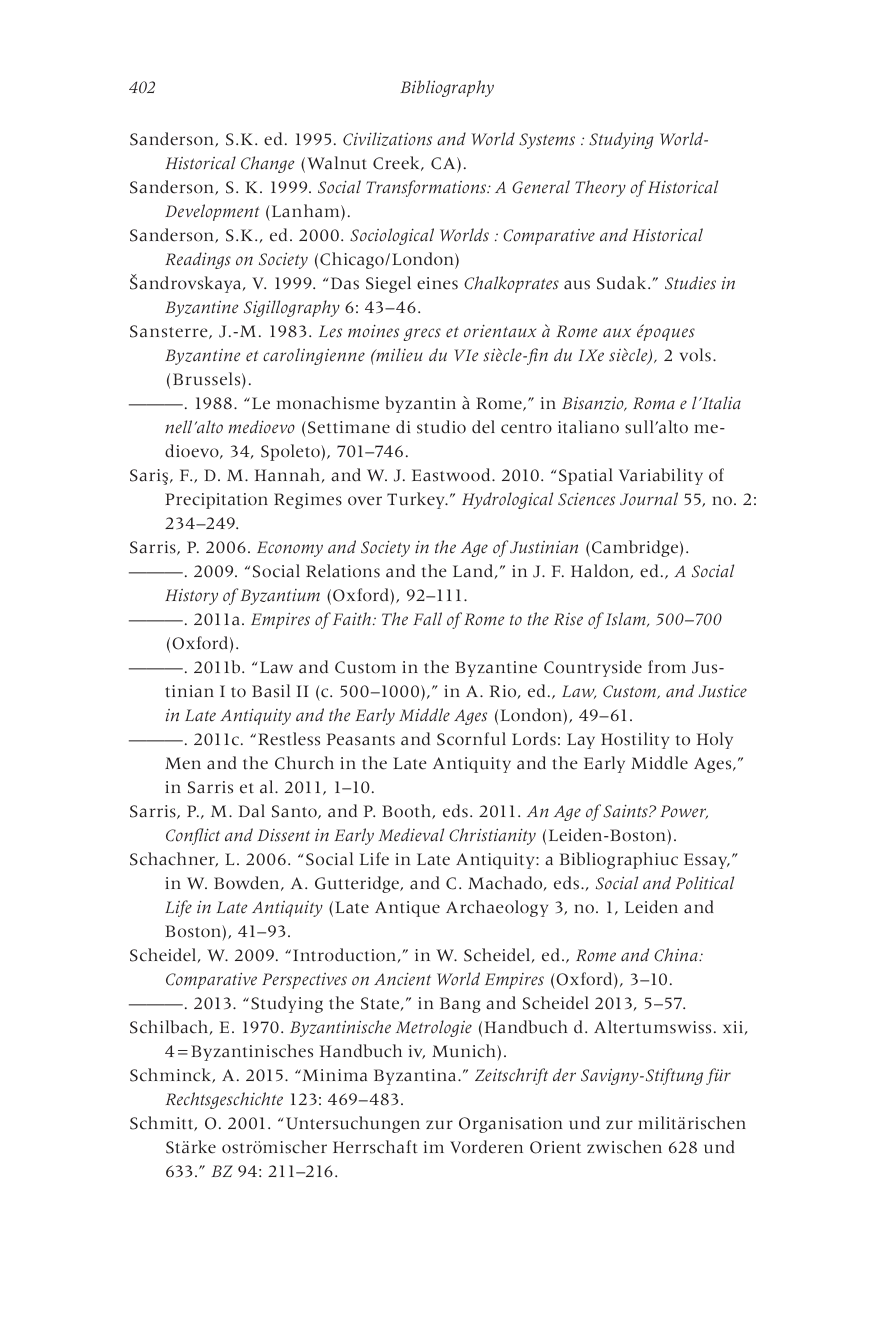 402 Bibliography
Sanderson, S.K. ed. 1995. Civilizations and World Systems : Studying World-
Historical Change (Walnut Creek, CA).
Sanderson, S. K. 1999. Social Transformations: A General Theory of Historical
Development (Lanham).
Sanderson, S.K., ed. 2000. Sociological Worlds : Comparative and Historical
Readings on Society (Chicago/London)
Šandrovskaya, V. 1999. “Das Siegel eines Chalkoprates aus Sudak.” Studies in
Byzantine Sigillography 6: 43–46.
Sansterre, J.-M. 1983. Les moines grecs et orientaux à Rome aux époques
Byzantine et carolingienne (milieu du VIe siècle-fin du IXe siècle), 2 vols.
(Brussels).
———. 1988. “Le monachisme byzantin à Rome,” in Bisanzio, Roma e l’Italia
nell’alto medioevo (Settimane di studio del centro italiano sull’alto me-
dioevo, 34, Spoleto), 701–746.
Sariş, F., D. M. Hannah, and W. J. Eastwood. 2010. “Spatial Variability of
Precipitation Regimes over Turkey.” Hydrological Sciences Journal 55, no. 2:
234–249.
Sarris, P. 2006. Economy and Society in the Age of Justinian (Cambridge).
———. 2009. “Social Relations and the Land,” in J. F. Haldon, ed., A Social
History of Byzantium (Oxford), 92–111.
———. 2011a. Empires of Faith: The Fall of Rome to the Rise of Islam, 500–700
(Oxford).
———. 2011b. “Law and Custom in the Byzantine Countryside from Jus-
tinian I to Basil II (c. 500–1000),” in A. Rio, ed., Law, Custom, and Justice
in Late Antiquity and the Early Middle Ages (London), 49–61.
———. 2011c. “Restless Peasants and Scornful Lords: Lay Hostility to Holy
Men and the Church in the Late Antiquity and the Early Middle Ages,”
in Sarris et al. 2011, 1–10.
Sarris, P., M. Dal Santo, and P. Booth, eds. 2011. An Age of Saints? Power,
Conflict and Dissent in Early Medieval Christianity (Leiden-Boston).
Schachner, L. 2006. “Social Life in Late Antiquity: a Bibliographiuc Essay,”
in W. Bowden, A. Gutteridge, and C. Machado, eds., Social and Political
Life in Late Antiquity (Late Antique Archaeology 3, no. 1, Leiden and
Boston), 41–93.
Scheidel, W. 2009. “Introduction,” in W. Scheidel, ed., Rome and China:
Comparative Perspectives on Ancient World Empires (Oxford), 3–10.
———. 2013. “Studying the State,” in Bang and Scheidel 2013, 5–57.
Schilbach, E. 1970. Byzantinische Metrologie (Handbuch d. Altertumswiss. xii,
4 = Byzantinisches Handbuch iv, Munich).
Schminck, A. 2015. “Minima Byzantina.” Zeitschrift der Savigny-Stiftung für
Rechtsgeschichte 123: 469–483.
Schmitt, O. 2001. “Untersuchungen zur Organisation und zur militärischen
Stärke oströmischer Herrschaft im Vorderen Orient zwischen 628 und
633.” BZ 94: 211–216.